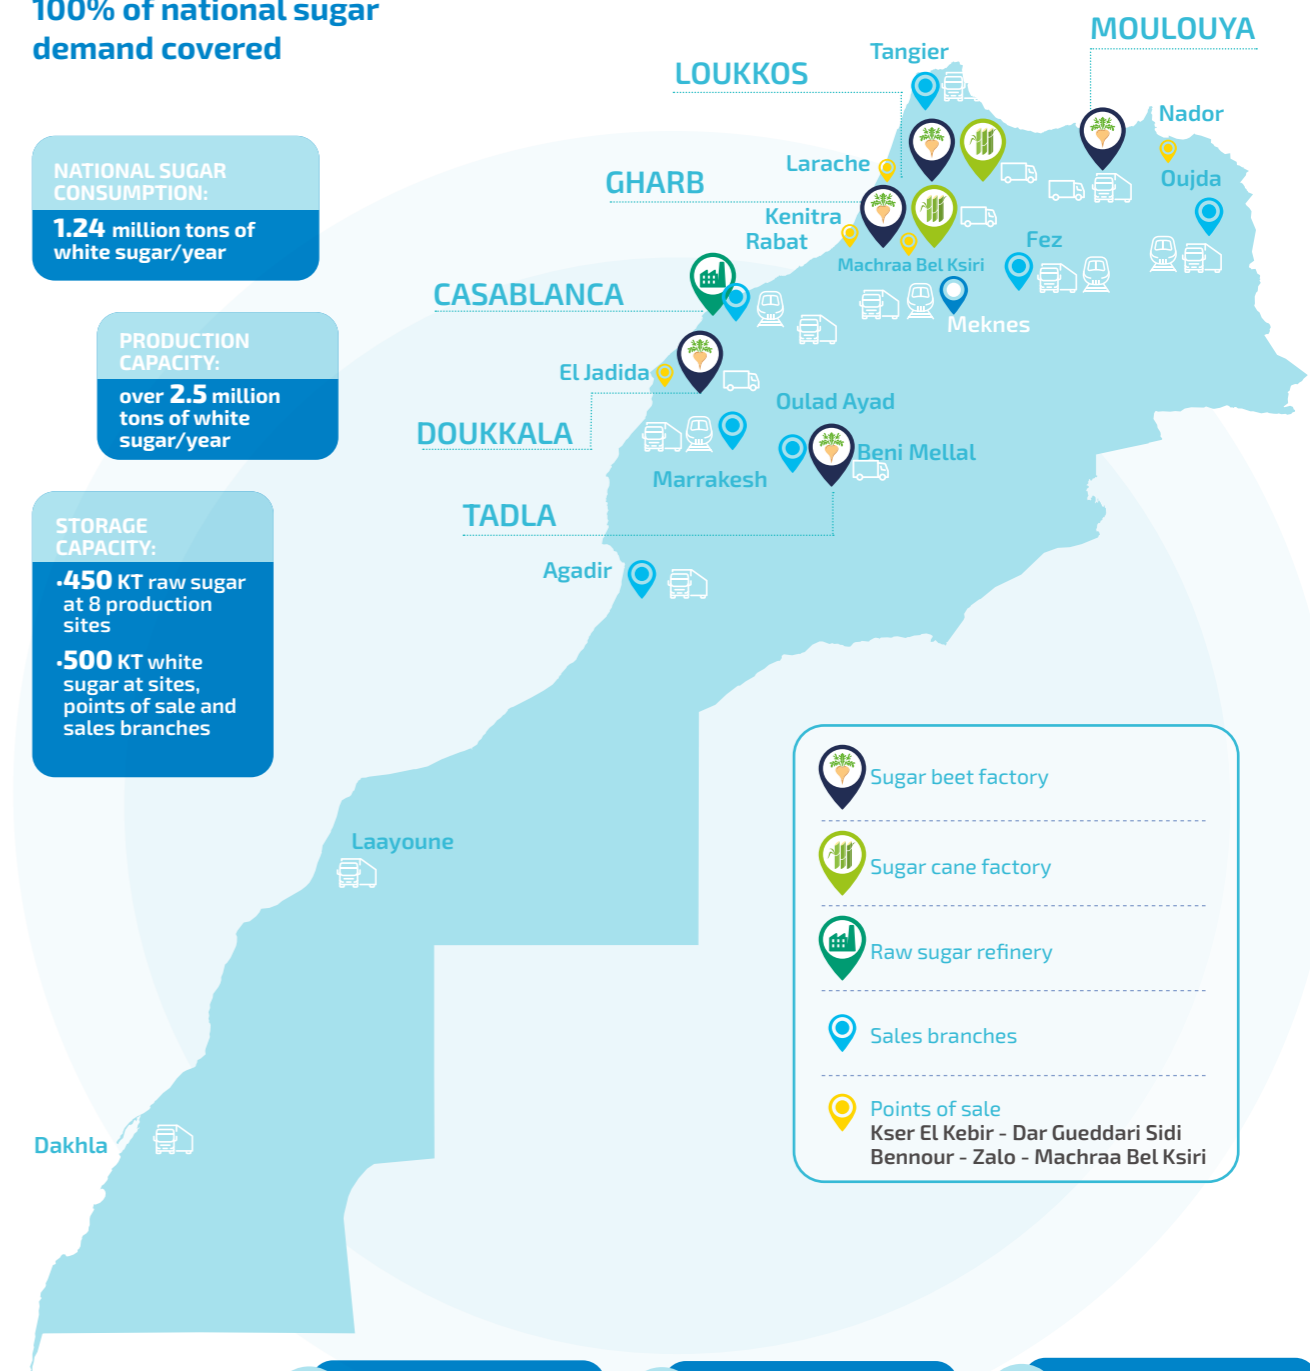 100% of national sugar
demand covered
NATIONAL SUGAR
CONSUMPTION:
1.24 million tons of
white sugar/year
PRODUCTION
CAPACITY:
over 2.5 million
tons of white
sugar/year
STORAGE
CAPACITY:
·450 KT raw sugar
at 8 production
sites
·500 KT white
sugar at sites,
points of sale and
sales branches
MOULOUYA
Tangier
LOUKKOS
Nador
Larache
Oujda
GHARB
Kenitra
Rabat
Fez
Machraa Bel Ksiri
CASABLANCA
Meknes
El Jadida
Oulad Ayad
DOUKKALA
Beni Mellal
Marrakesh
TADLA
Agadir
Laayoune
Dakhla
Sugar beet factory
Sugar cane factory
Raw sugar refinery
Sales branches
Points of sale
Kser El Kebir - Dar Gueddari Sidi
Bennour - Zalo - Machraa Bel Ksiri